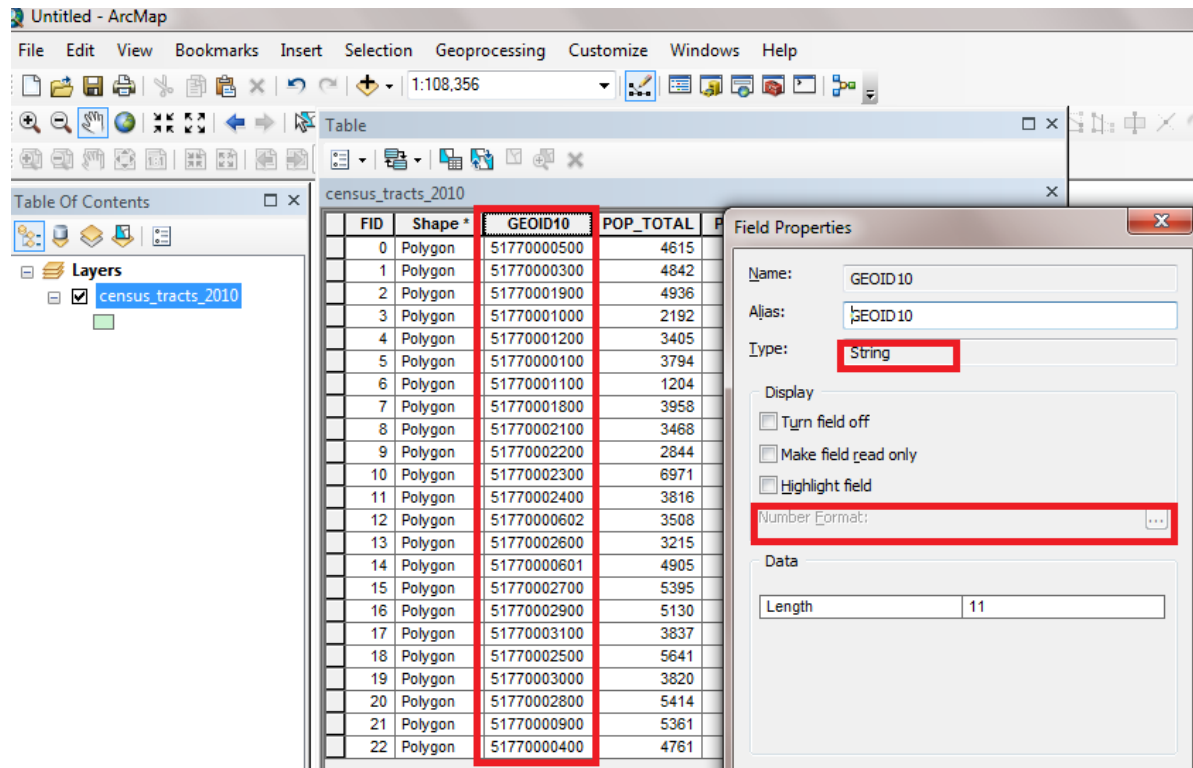 Untitled - ArcMap
File Edit View Bookmarks Insert Selection Geoprocessing Customize Windows Help
1:108,356
Table
census_tracts_2010
Table Of Contents
Layers
census_tracts_2010
FID Shape * GEOID10 POP_TOTAL P
0 Polygon 51770000500 4615
1 Polygon 51770000300 4842
2 Polygon 51770001900 4936
3 Polygon 51770001000 2192
4 Polygon 51770001200 3405
5 Polygon 51770000100 3794
6 Polygon 51770001100 1204
7 Polygon 51770001800 3958
8 Polygon 51770002100 3468
9 Polygon 51770002200 2844
10 Polygon 51770002300 6971
11 Polygon 51770002400 3816
12 Polygon 51770000602 3508
13 Polygon 51770002600 3215
14 Polygon 51770000601 4905
15 Polygon 51770002700 5395
16 Polygon 51770002900 5130
17 Polygon 51770003100 3837
18 Polygon 51770002500 5641
19 Polygon 51770003000 3820
20 Polygon 51770002800 5414
21 Polygon 51770000900 5361
22 Polygon 51770000400 4761
Field Properties
Name: GEOID10
Alias: GEOID10
Type: String
Display
Turn field off
Make field read only
Highlight field
Number Format: ...
Data
Length 11